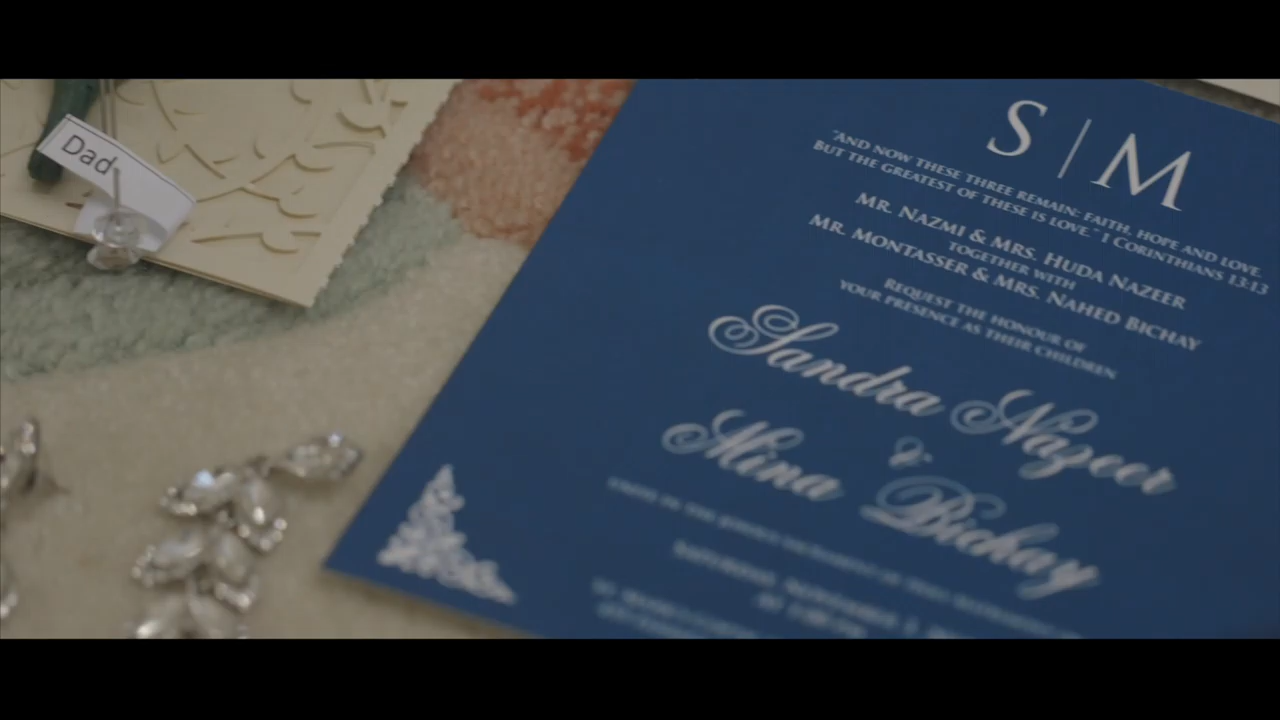 Dad
S | M
"AND NOW THESE THREE REMAIN: FAITH, HOPE AND LOVE.
BUT THE GREATEST OF THESE IS LOVE." I CORINTHIANS 13:13
MR. NAZMI & MRS. HUDA NAZEER
TOGETHER WITH
MR. MONTASSER & MRS. NAHED BICHAY
REQUEST THE HONOUR OF
YOUR PRESENCE AS THEIR CHILDREN
Sandra Nazeer
&
Mina Bichay